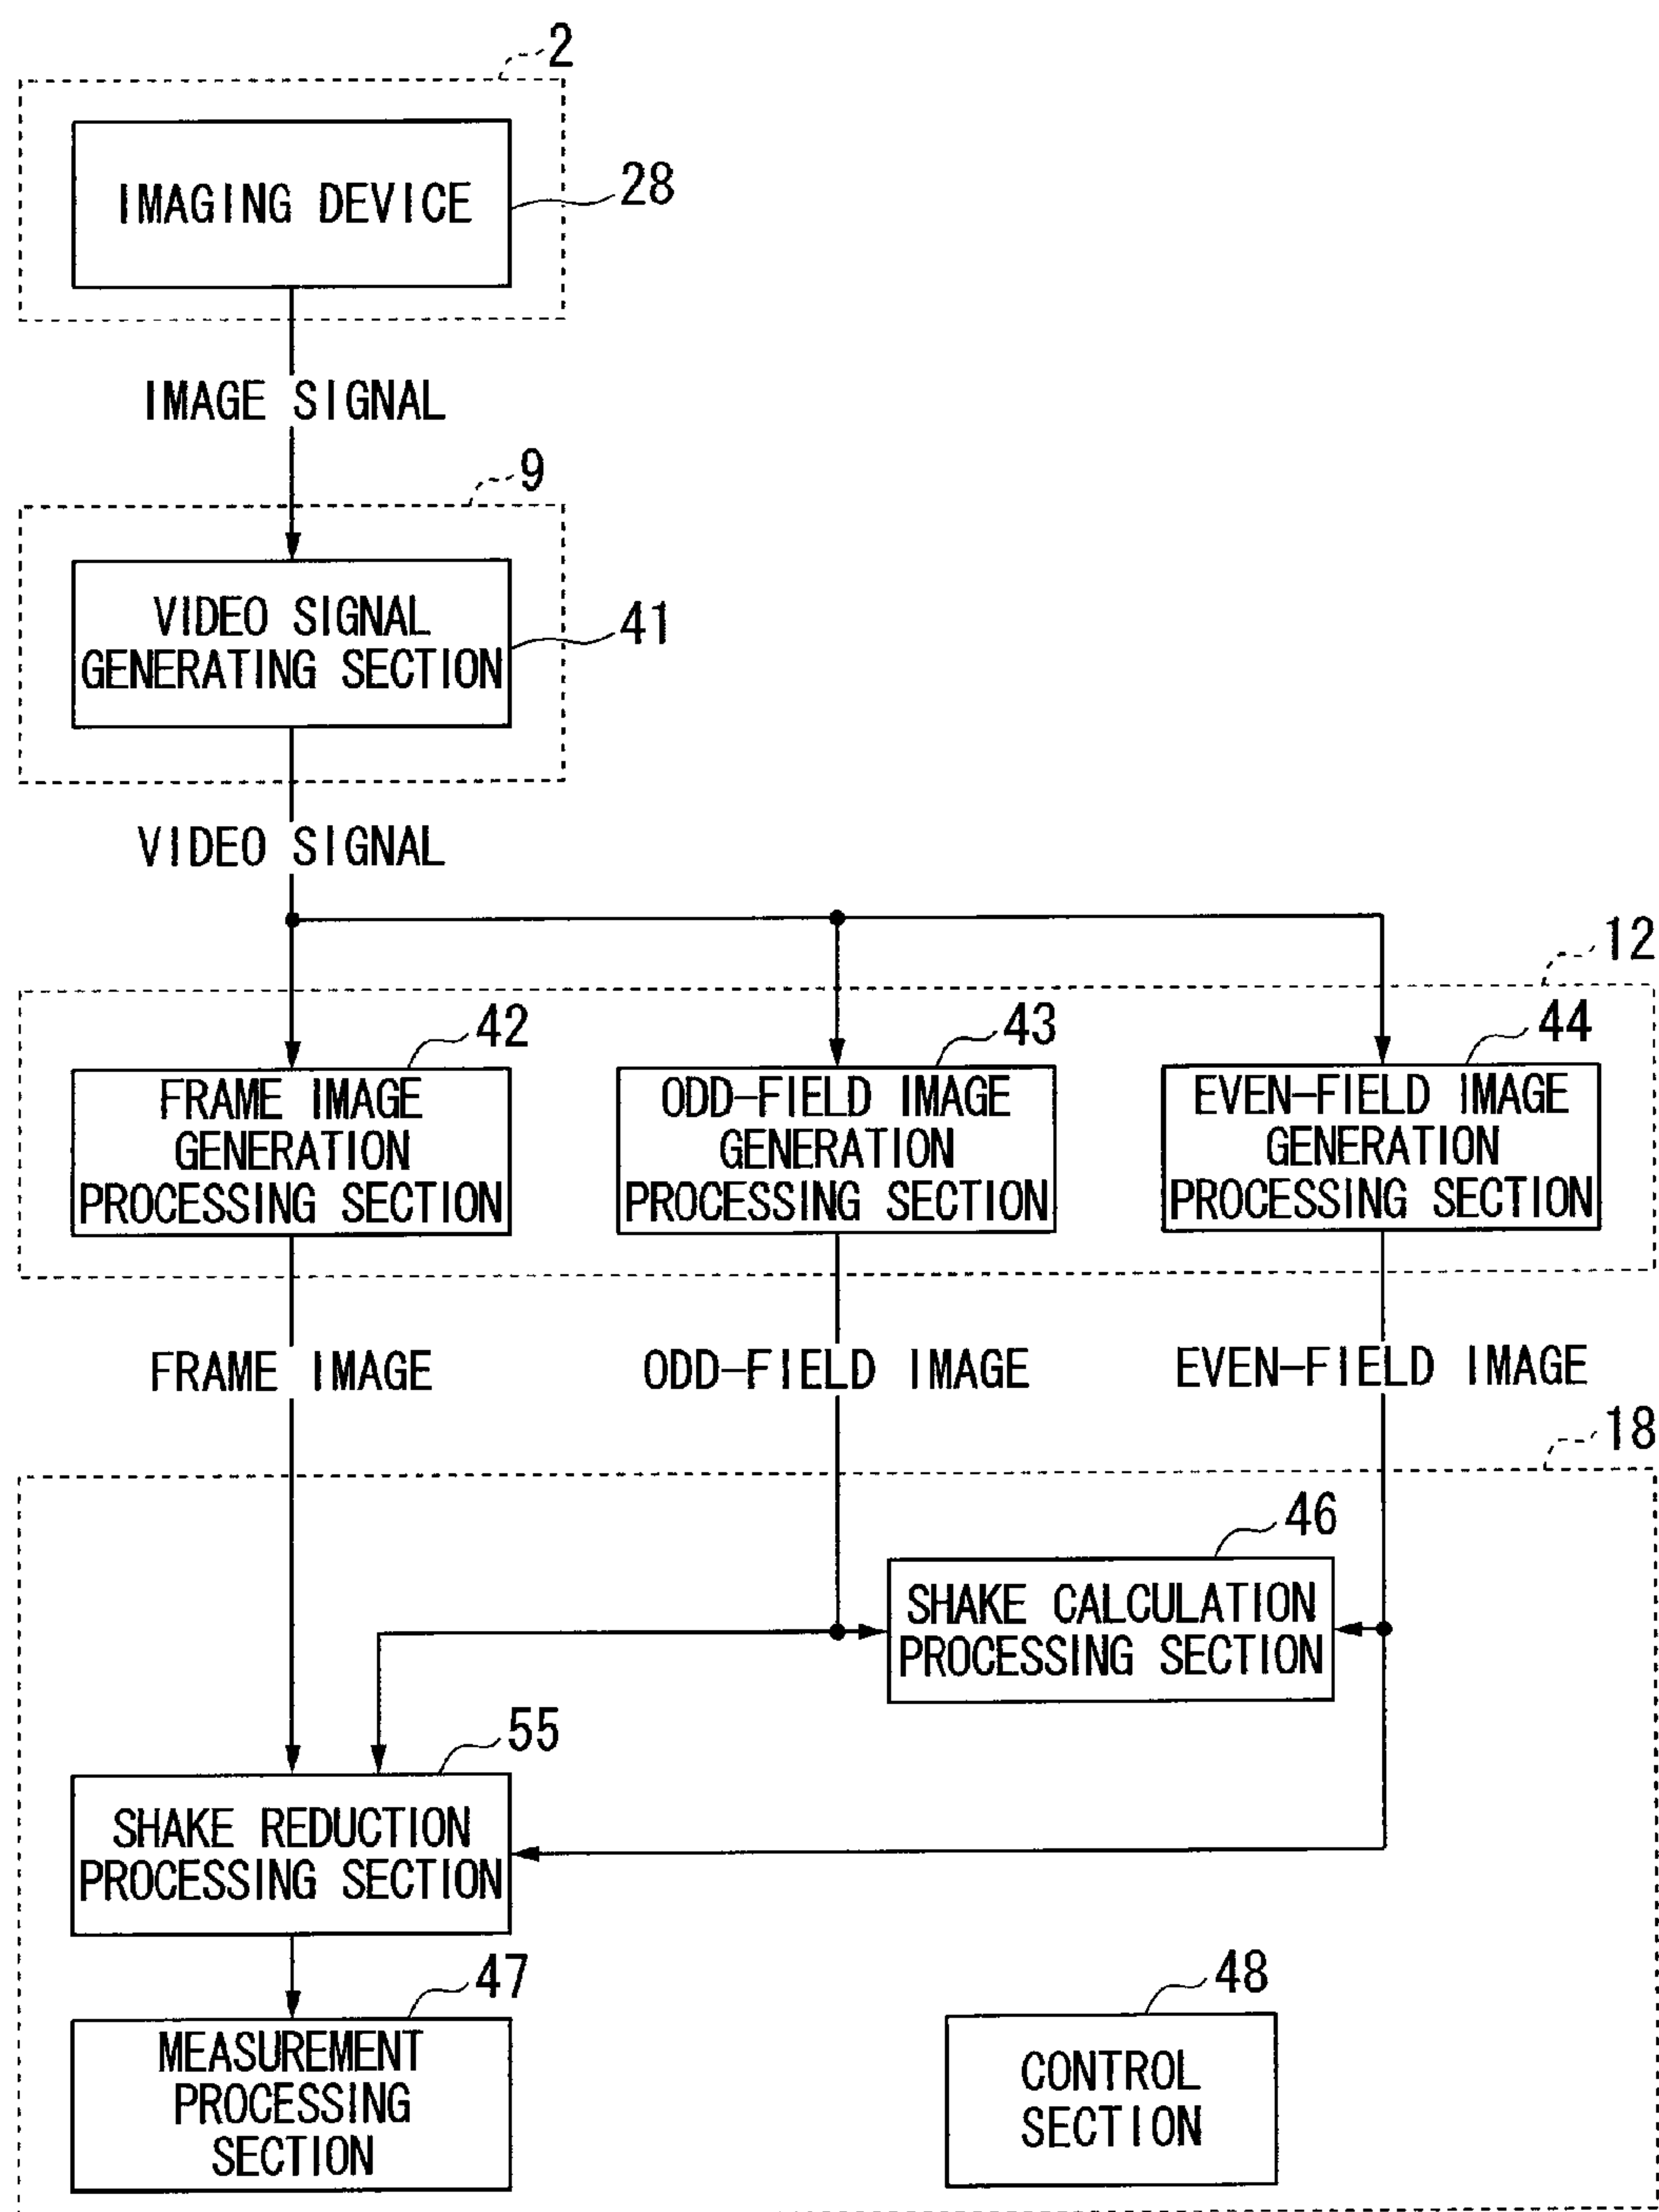 2
IMAGING DEVICE
28
IMAGE SIGNAL
9
VIDEO SIGNAL
GENERATING SECTION
41
VIDEO SIGNAL
12
42
FRAME IMAGE
GENERATION
PROCESSING SECTION
43
ODD-FIELD IMAGE
GENERATION
PROCESSING SECTION
44
EVEN-FIELD IMAGE
GENERATION
PROCESSING SECTION
FRAME IMAGE
ODD-FIELD IMAGE
EVEN-FIELD IMAGE
18
46
SHAKE CALCULATION
PROCESSING SECTION
55
SHAKE REDUCTION
PROCESSING SECTION
47
MEASUREMENT
PROCESSING
SECTION
48
CONTROL
SECTION